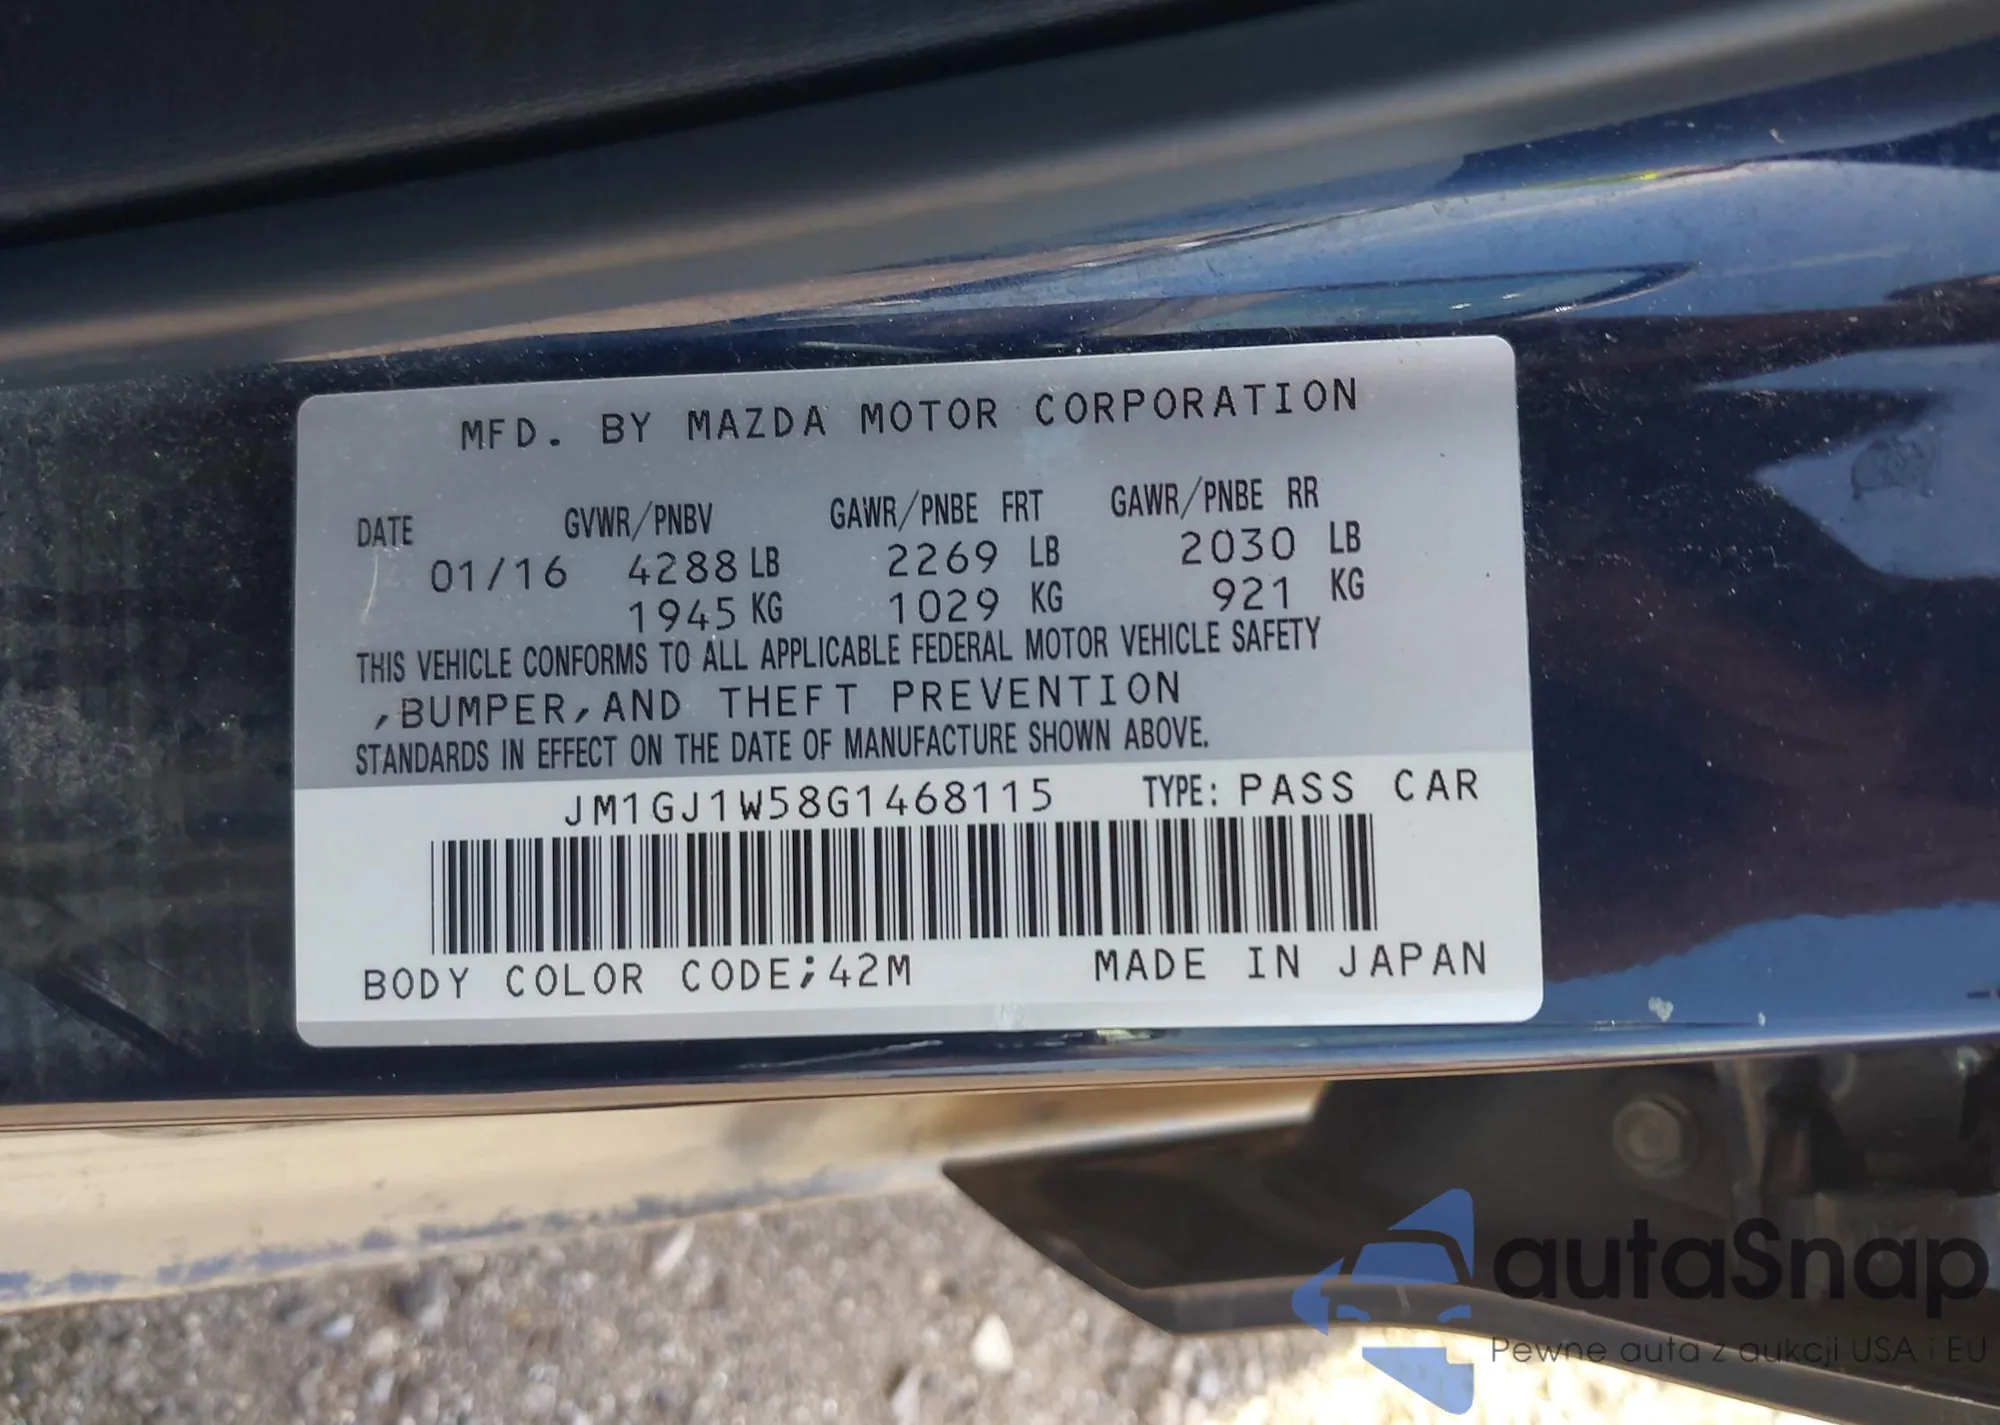 MFD. BY MAZDA MOTOR CORPORATION
DATE GVWR/PNBV GAWR/PNBE FRT GAWR/PNBE RR
01/16 4288 LB 2269 LB 2030 LB
1945 KG 1029 KG 921 KG
THIS VEHICLE CONFORMS TO ALL APPLICABLE FEDERAL MOTOR VEHICLE SAFETY
,BUMPER,AND THEFT PREVENTION
STANDARDS IN EFFECT ON THE DATE OF MANUFACTURE SHOWN ABOVE.
JM1GJ1W58G1468115 TYPE: PASS CAR
BODY COLOR CODE;42M MADE IN JAPAN
autaSnap
Pewne auta z aukcji USA i EU